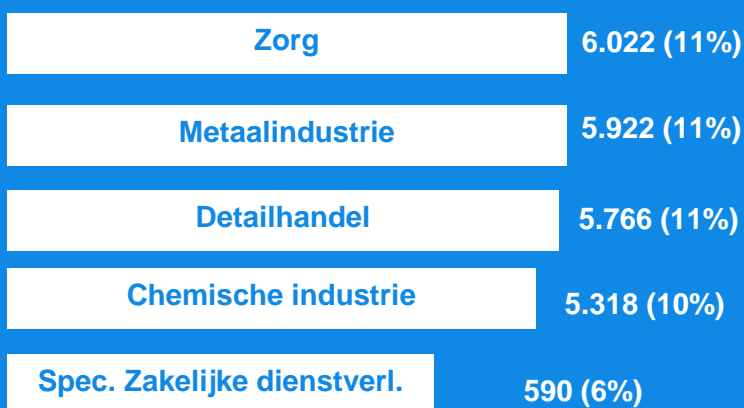 Zorg 6.022 (11%)
Metaalindustrie 5.922 (11%)
Detailhandel 5.766 (11%)
Chemische industrie 5.318 (10%)
Spec. Zakelijke dienstverl. 590 (6%)